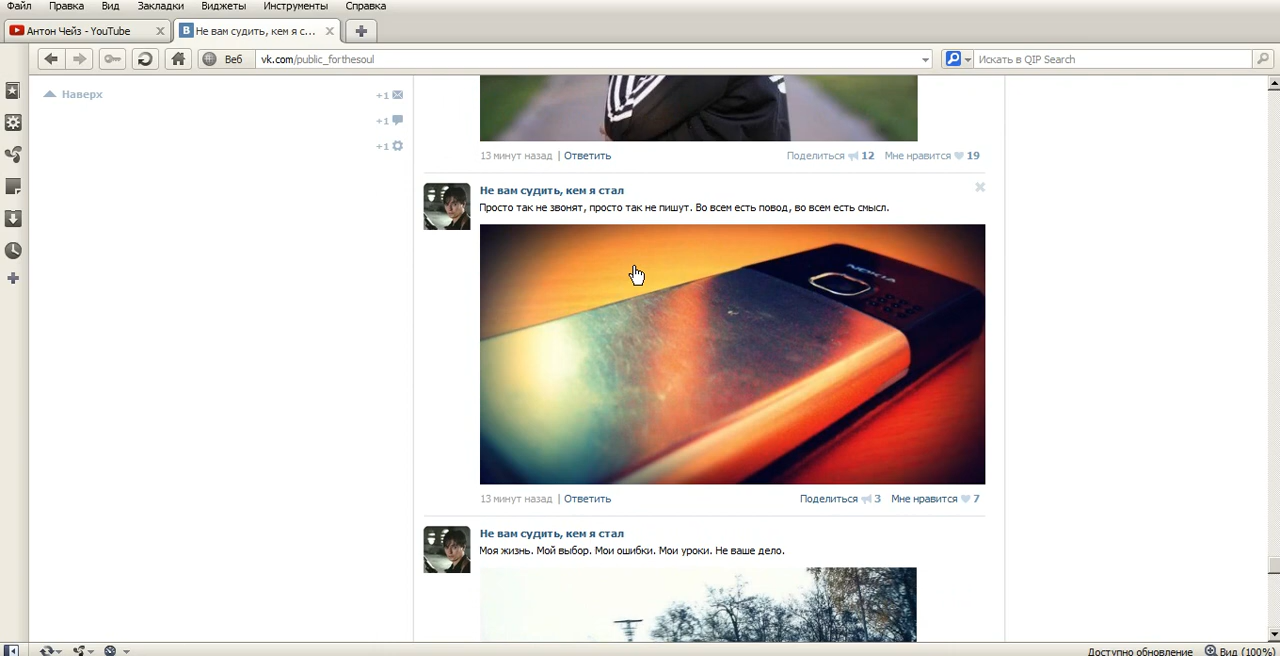 Файл Правка Вид Закладки Виджеты Инструменты Справка
Антон Чейз - YouTube
Не вам судить, кем я с...
Веб
vk.com/public_forthesoul
Искать в QIP Search
Наверх
+1
+1
+1
13 минут назад | Ответить
Поделиться 12 Мне нравится 19
Не вам судить, кем я стал
Просто так не звонят, просто так не пишут. Во всем есть повод, во всем есть смысл.
NOKIA
13 минут назад | Ответить
Поделиться 3 Мне нравится 7
Не вам судить, кем я стал
Моя жизнь. Мой выбор. Мои ошибки. Мои уроки. Не ваше дело.
Доступно обновление Вид (100%)